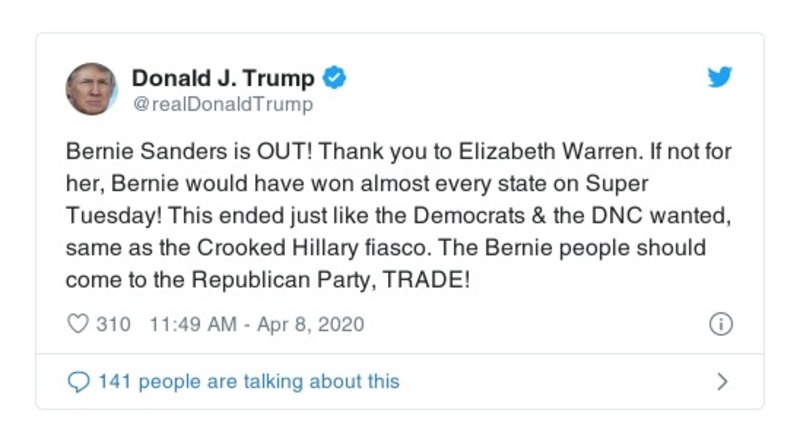 Donald J. Trump
@realDonaldTrump
Bernie Sanders is OUT! Thank you to Elizabeth Warren. If not for
her, Bernie would have won almost every state on Super
Tuesday! This ended just like the Democrats & the DNC wanted,
same as the Crooked Hillary fiasco. The Bernie people should
come to the Republican Party, TRADE!
310 11:49 AM - Apr 8, 2020
141 people are talking about this